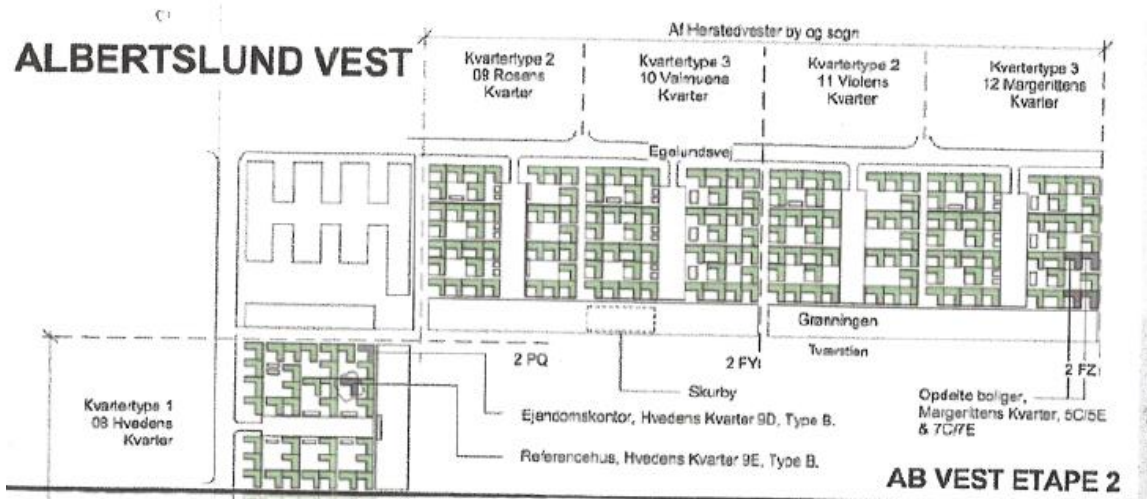 ALBERTSLUND VEST
Af Herstedvester by og sogn
Kvartertype 2
09 Rosens
Kvarter
Kvartertype 3
10 Valmuens
Kvarter
Kvartertype 2
11 Violens
Kvarter
Kvartertype 3
12 Margerittens
Kvarter
Egelundsvej
Grønningen
Tværstien
2 PQ
2 FY
2 FZ
Skurby
Kvartertype 1
08 Hvedens
Kvarter
Ejendomskontor, Hvedens Kvarter 9D, Type B.
Referencehus, Hvedens Kvarter 9E, Type B.
Opdelte boliger,
Margerittens Kvarter, 5C/5E
& 7C/7E
AB VEST ETAPE 2